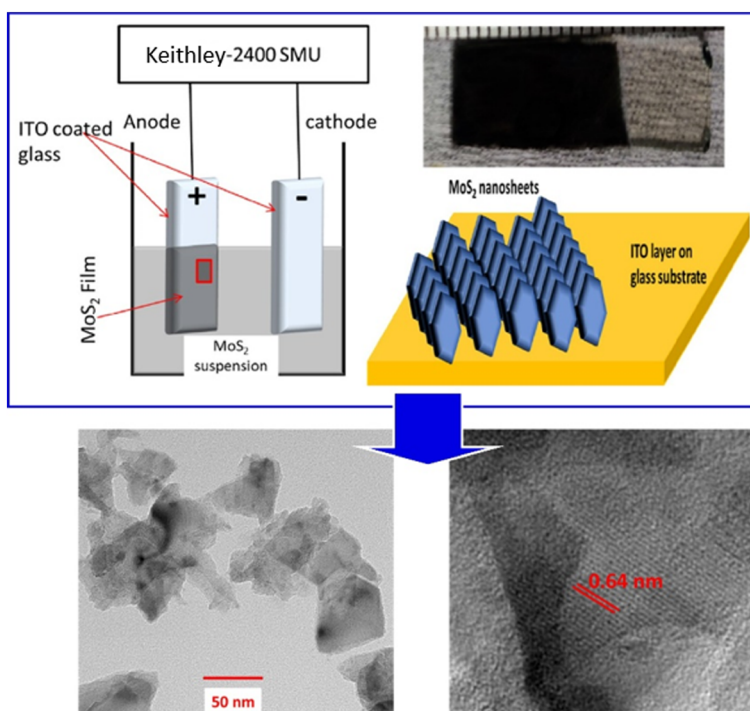 Keithley-2400 SMU
ITO coated
glass
Anode
cathode
+
-
MoS₂ Film
MoS₂
suspension
MoS₂ nanosheets
ITO layer on
glass substrate
50 nm
0.64 nm